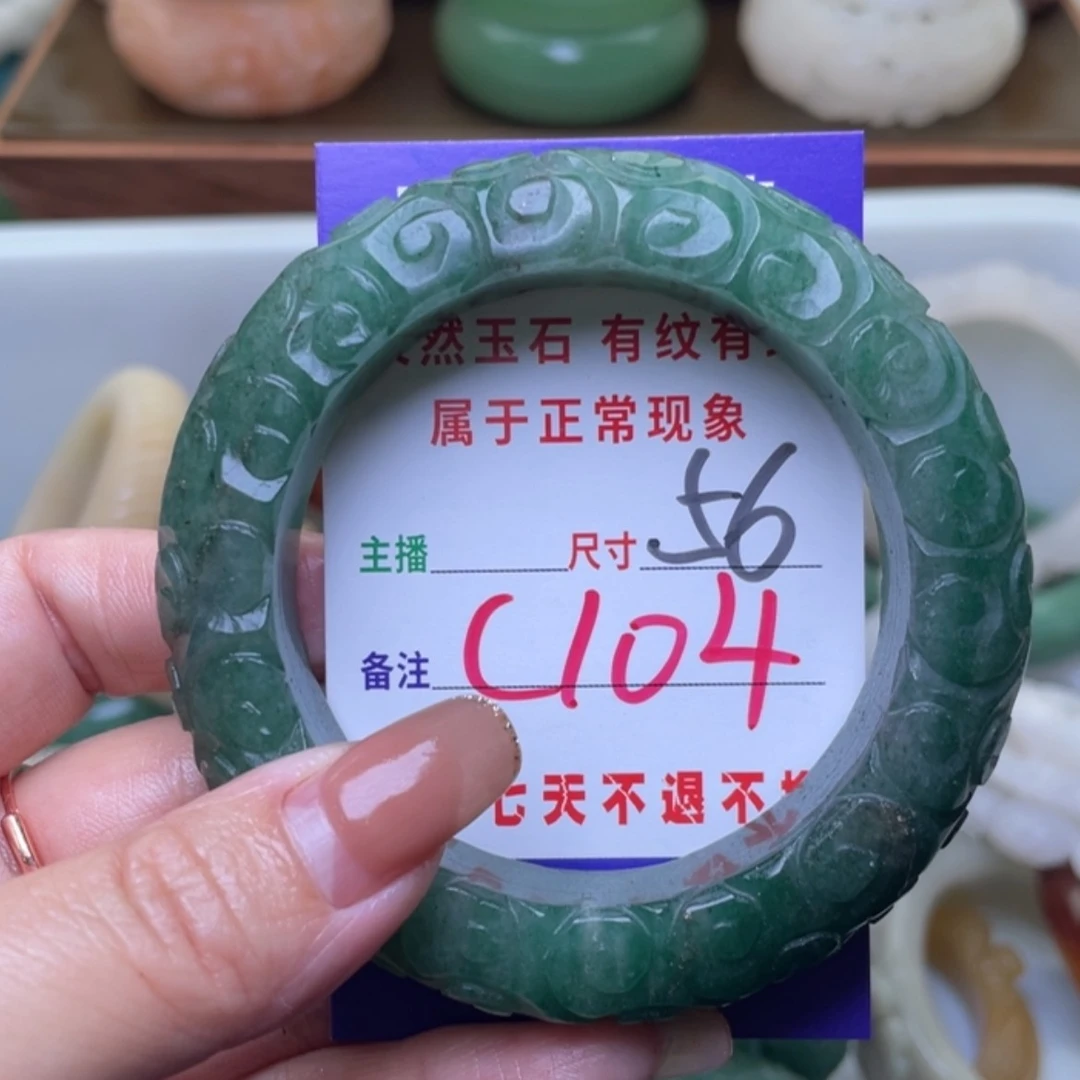 然玉石 有纹有
属于正常现象
主播 尺寸 56
备注 C104
七天不退不